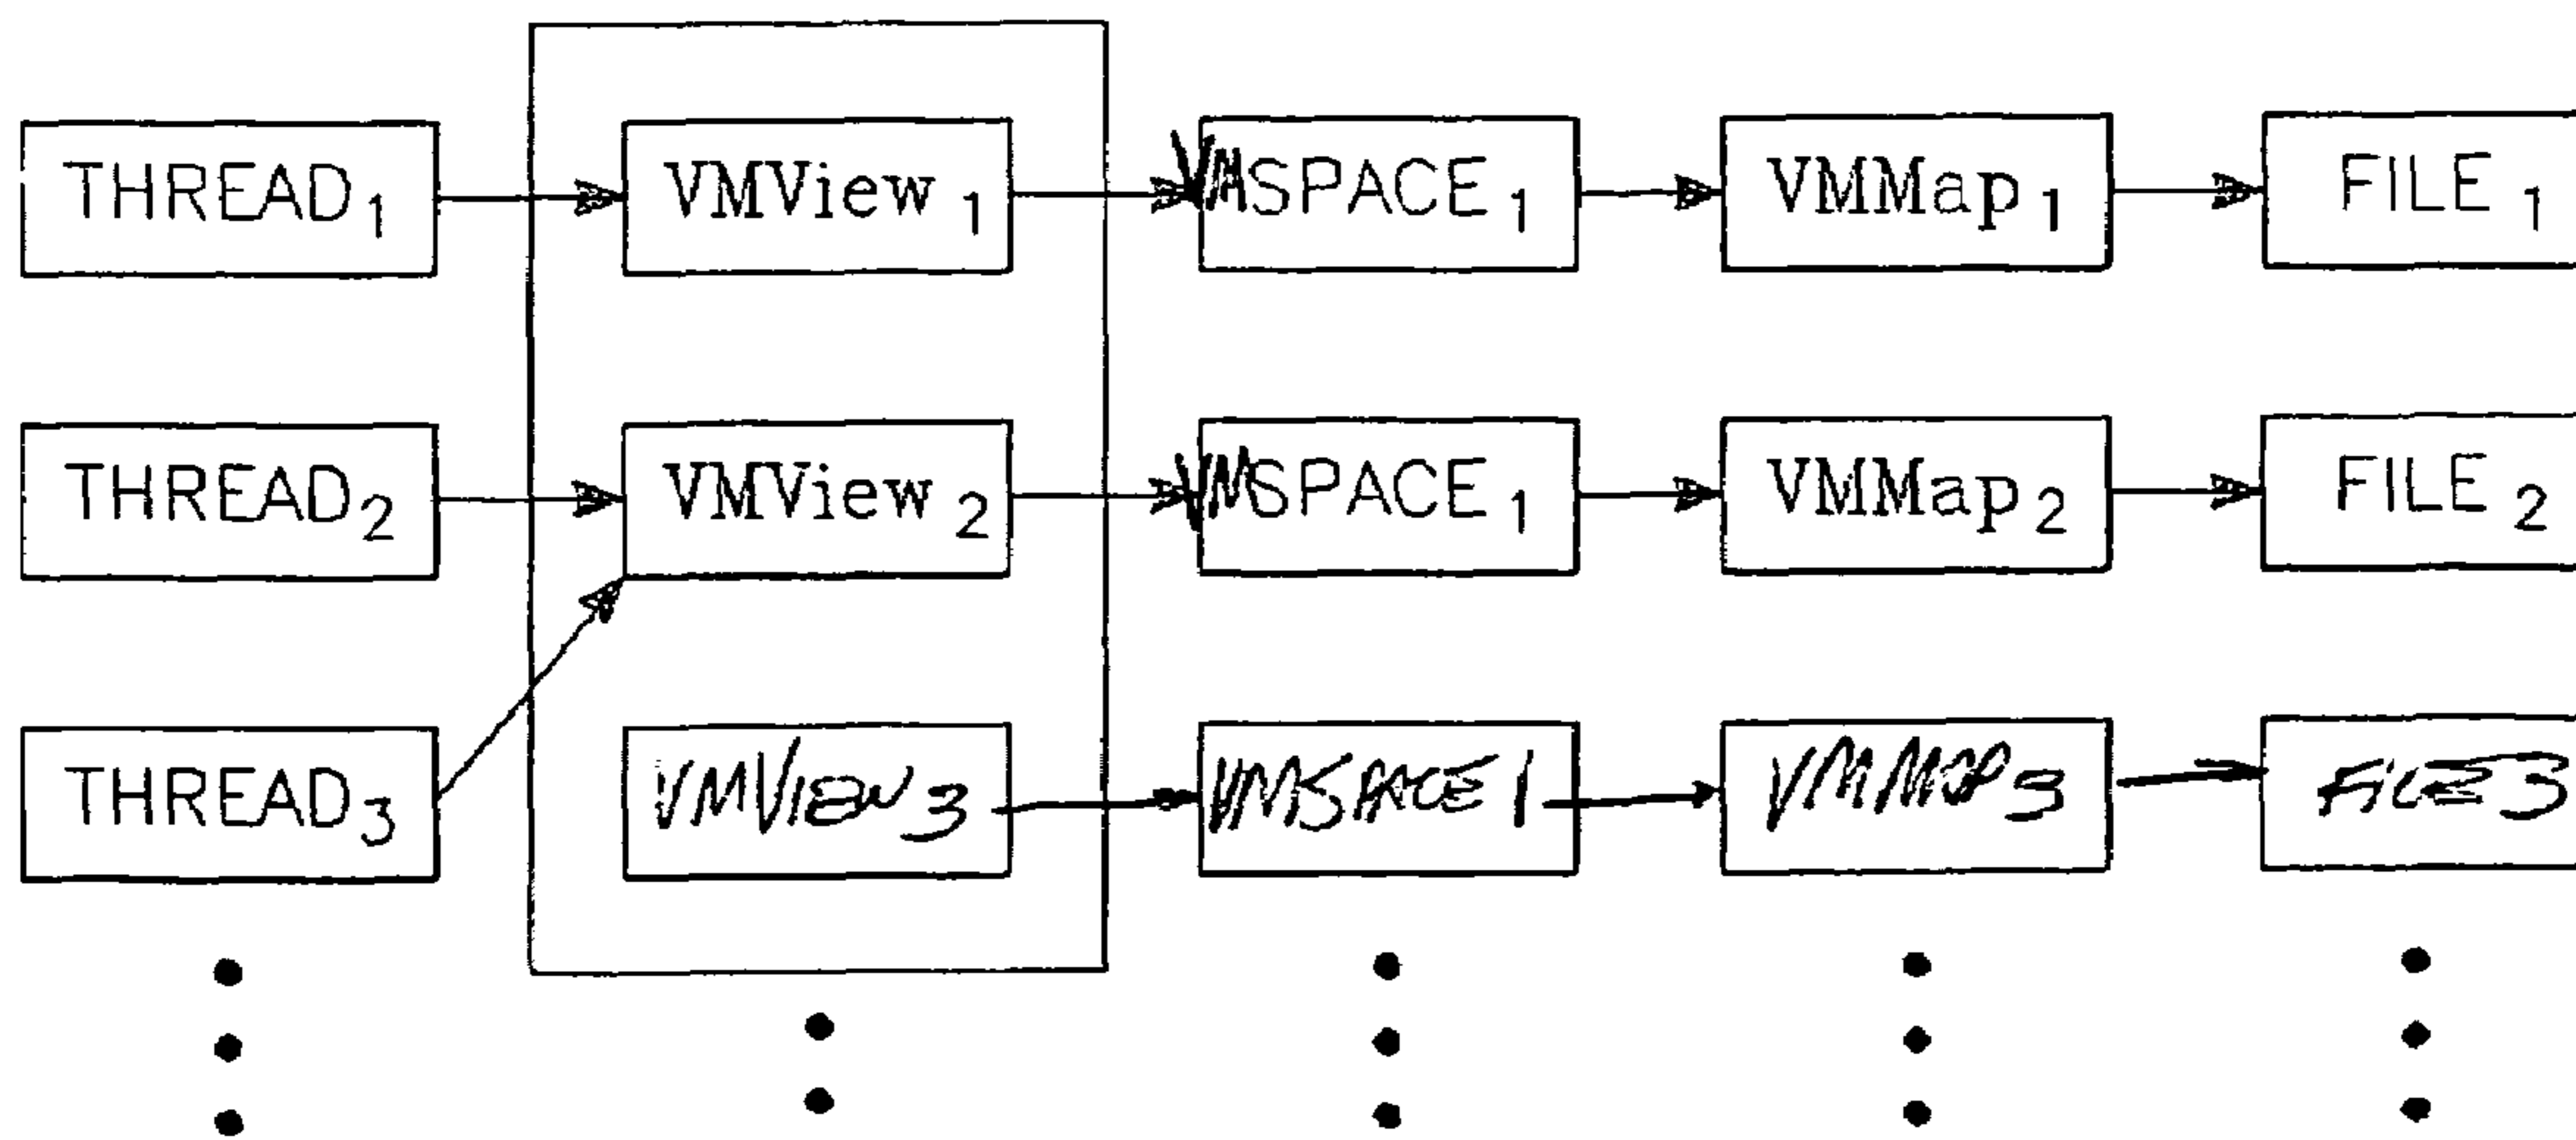 THREAD1 VMView1 VMSPACE1 VMMap1 FILE1
THREAD2 VMView2 VMSPACE1 VMMap2 FILE2
THREAD3 VMVIEW3 VMSPACE1 VMMAP3 FILE3